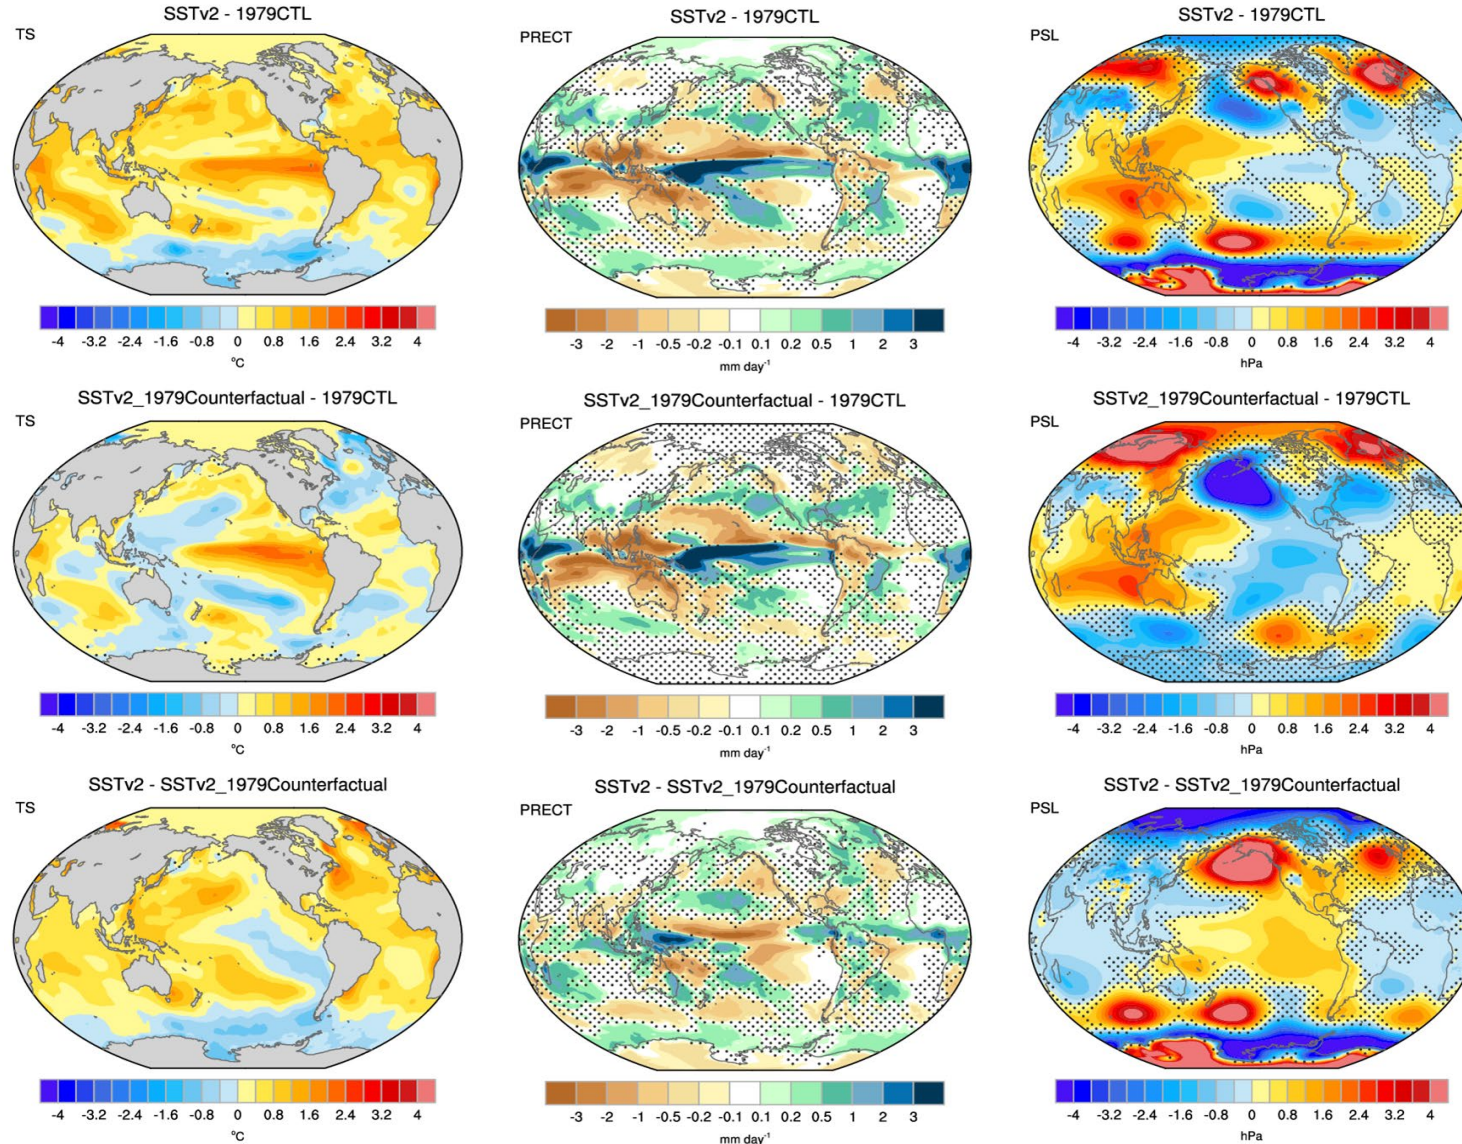 SSTv2 - 1979CTL
TS
-4 -3.2 -2.4 -1.6 -0.8 0 0.8 1.6 2.4 3.2 4
°C
SSTv2 - 1979CTL
PRECT
-3 -2 -1 -0.5 -0.2 -0.1 0.1 0.2 0.5 1 2 3
mm day⁻¹
SSTv2 - 1979CTL
PSL
-4 -3.2 -2.4 -1.6 -0.8 0 0.8 1.6 2.4 3.2 4
hPa
SSTv2_1979Counterfactual - 1979CTL
TS
-4 -3.2 -2.4 -1.6 -0.8 0 0.8 1.6 2.4 3.2 4
°C
SSTv2_1979Counterfactual - 1979CTL
PRECT
-3 -2 -1 -0.5 -0.2 -0.1 0.1 0.2 0.5 1 2 3
mm day⁻¹
SSTv2_1979Counterfactual - 1979CTL
PSL
-4 -3.2 -2.4 -1.6 -0.8 0 0.8 1.6 2.4 3.2 4
hPa
SSTv2 - SSTv2_1979Counterfactual
TS
-4 -3.2 -2.4 -1.6 -0.8 0 0.8 1.6 2.4 3.2 4
°C
SSTv2 - SSTv2_1979Counterfactual
PRECT
-3 -2 -1 -0.5 -0.2 -0.1 0.1 0.2 0.5 1 2 3
mm day⁻¹
SSTv2 - SSTv2_1979Counterfactual
PSL
-4 -3.2 -2.4 -1.6 -0.8 0 0.8 1.6 2.4 3.2 4
hPa